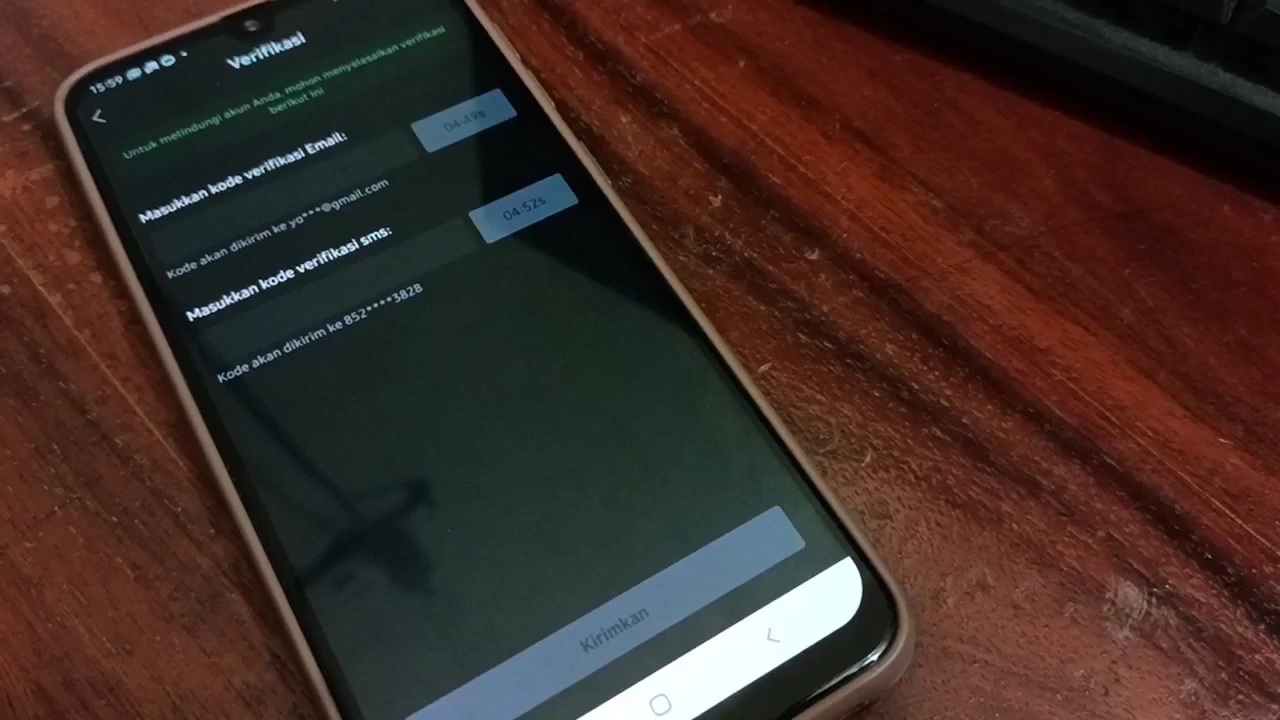 15:59
Verifikasi
Untuk melindungi akun Anda, mohon menyelesaikan verifikasi
berikut ini
Masukkan kode verifikasi Email:
04:49s
Kode akan dikirim ke yo***@gmail.com
Masukkan kode verifikasi sms:
04:52s
Kode akan dikirim ke 852****3828
Kirimkan